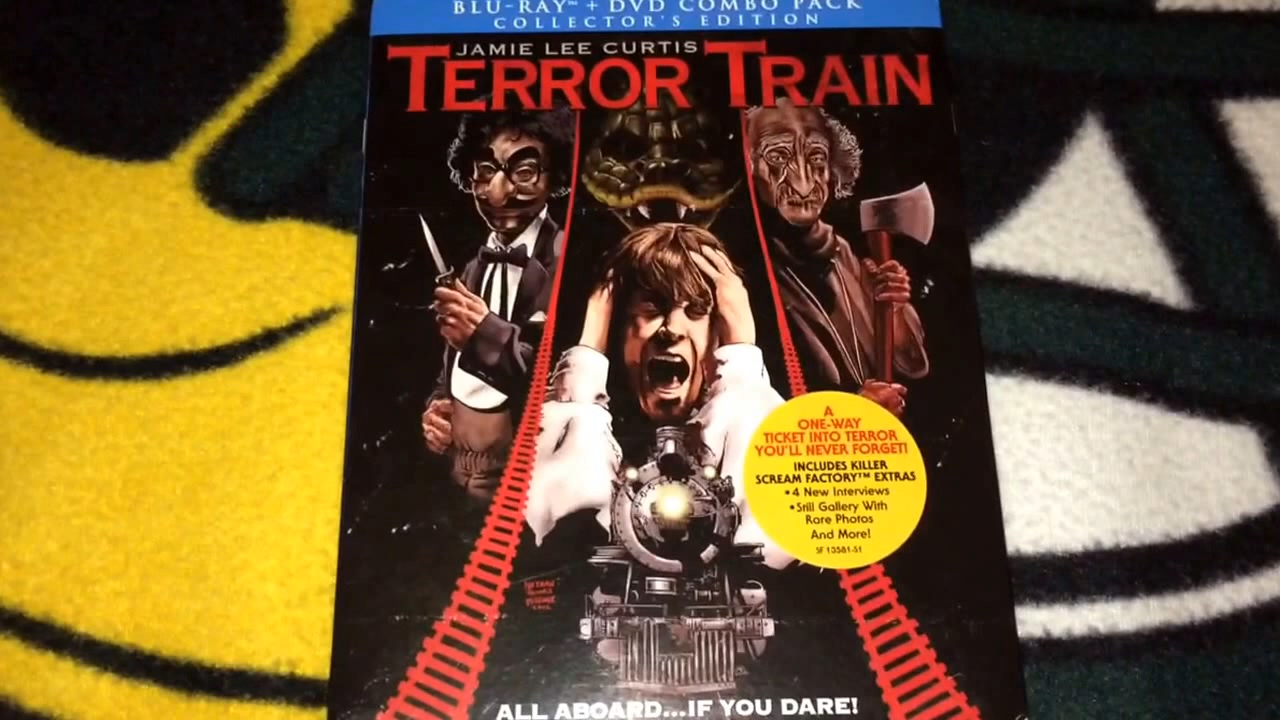 BLU-RAY™ + DVD COMBO PACK
COLLECTOR'S EDITION
JAMIE LEE CURTIS
TERROR TRAIN
A
ONE-WAY
TICKET INTO TERROR
YOU'LL NEVER FORGET!
INCLUDES KILLER
SCREAM FACTORY™ EXTRAS
• 4 New Interviews
• Still Gallery With
Rare Photos
And More!
SF 13581-S1
ALL ABOARD...IF YOU DARE!